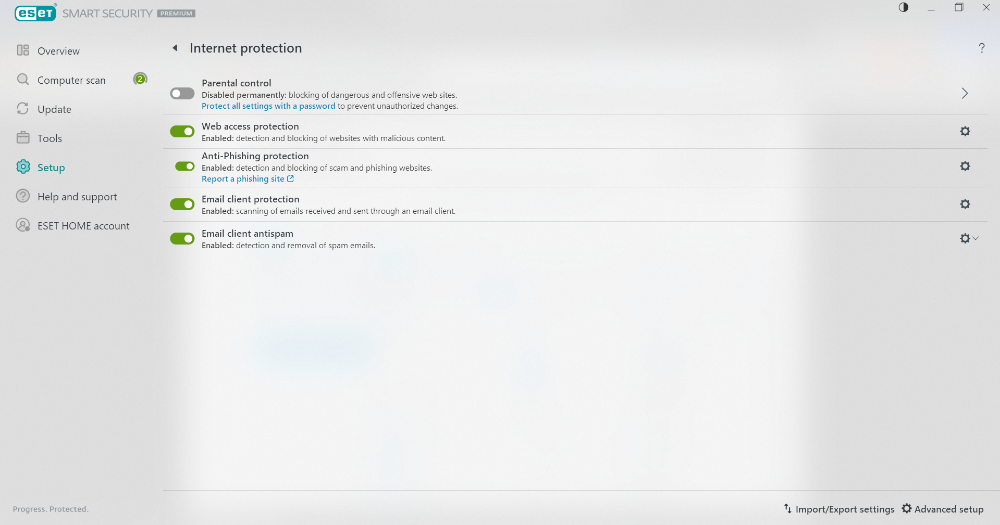 eseT® SMART SECURITY PREMIUM
Overview
Computer scan 2
Update
Tools
Setup
Help and support
ESET HOME account
Progress. Protected.
Internet protection
?
Parental control
Disabled permanently: blocking of dangerous and offensive web sites.
Protect all settings with a password to prevent unauthorized changes.
Web access protection
Enabled: detection and blocking of websites with malicious content.
Anti-Phishing protection
Enabled: detection and blocking of scam and phishing websites.
Report a phishing site
Email client protection
Enabled: scanning of emails received and sent through an email client.
Email client antispam
Enabled: detection and removal of spam emails.
Import/Export settings Advanced setup